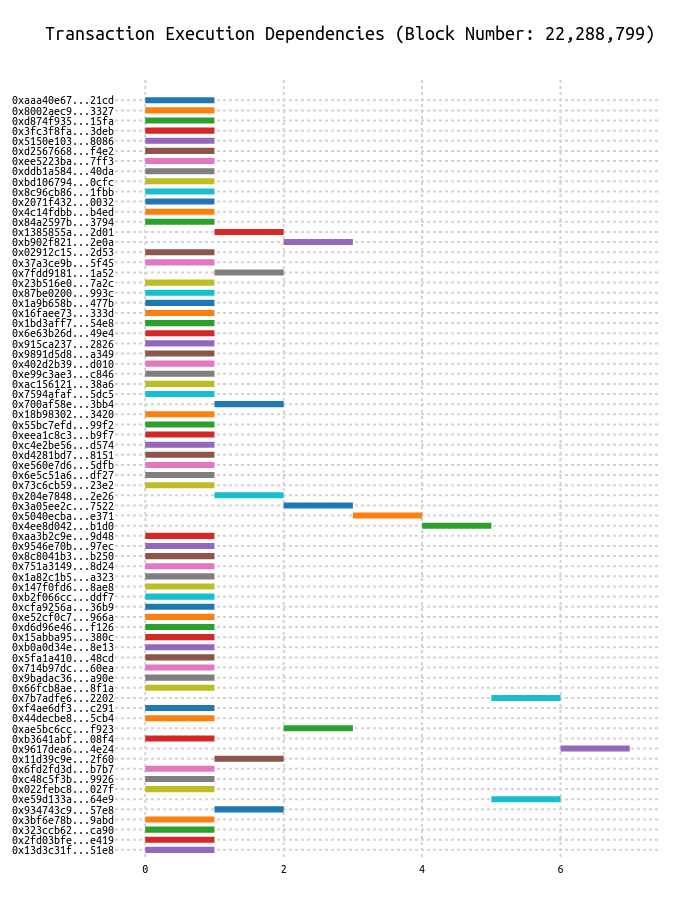 Transaction Execution Dependencies (Block Number: 22,288,799)
0xaaa40e67...21cd
0x8002aec9...3327
0xd874f935...15fa
0x3fc3f8fa...3deb
0x5150e103...8086
0xd2567668...f4e2
0xee5223ba...7ff3
0xddb1a584...40da
0xbd106794...0cfc
0x8c96cb86...1fbb
0x2071f432...0032
0x4c14fdbb...b4ed
0x84a2597b...3794
0x1385855a...2d01
0xb902f821...2e0a
0x02912c15...2d53
0x37a3ce9b...5f45
0x7fdd9181...1a52
0x23b516e0...7a2c
0x87be0200...993c
0x1a9b658b...477b
0x16faee73...333d
0x1bd3aff7...54e8
0x6e63b26d...49e4
0x915ca237...2826
0x9891d5d8...a349
0x402d2b39...d010
0xe99c3ae3...c846
0xac156121...38a6
0x7594afaf...5dc5
0x700af58e...3bb4
0x18b98302...3420
0x55bc7efd...99f2
0xeea1c8c3...b9f7
0xc4e2be56...d574
0xd4281bd7...8151
0xe560e7d6...5dfb
0x6e5c51a6...df27
0x73c6cb59...23e2
0x204e7848...2e26
0x3a05ee2c...7522
0x5040ecba...e371
0x4ee8d042...b1d0
0xaa3b2c9e...9d48
0x9546e70b...97ec
0x8c8041b3...b250
0x751a3149...8d24
0x1a82c1b5...a323
0x147f0fd6...8ae8
0xb2f066cc...ddf7
0xcfa9256a...36b9
0xe52cf0c7...966a
0xd6d96e46...f126
0x15abba95...380c
0xb0a0d34e...8e13
0x5fa1a410...48cd
0x714b97dc...60ea
0x9badac36...a90e
0x66fcb8ae...8f1a
0x7b7adfe6...2202
0xf4ae6df3...c291
0x44decbe8...5cb4
0xae5bc6cc...f923
0xb3641abf...08f4
0x9617dea6...4e24
0x11d39c9e...2f60
0x6fd2fd3d...b7b7
0xc48c5f3b...9926
0x022febc8...027f
0xe59d133a...64e9
0x934743c9...57e8
0x3bf6e78b...9abd
0x323ccb62...ca90
0x2fd03bfe...e419
0x13d3c31f...51e8
0 2 4 6